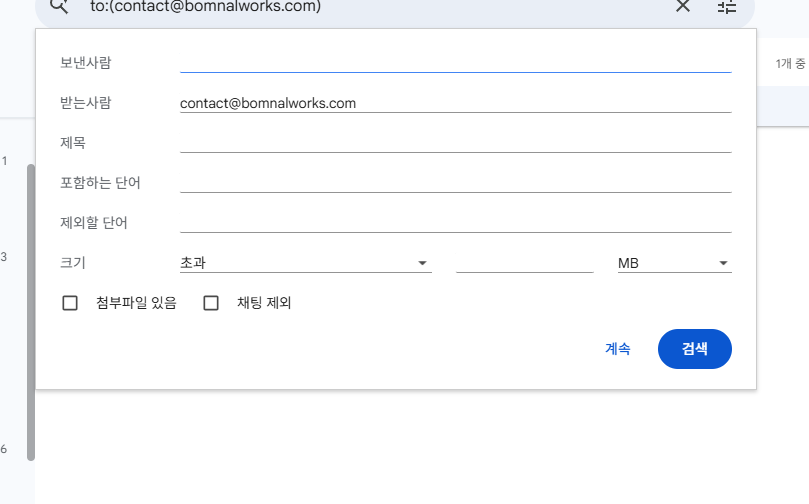 to:(contact@bomnalworks.com)
보낸사람
1개 중
받는사람 contact@bomnalworks.com
제목
1
포함하는 단어
제외할 단어
3
크기 초과 MB
첨부파일 있음 채팅 제외
계속 검색
6